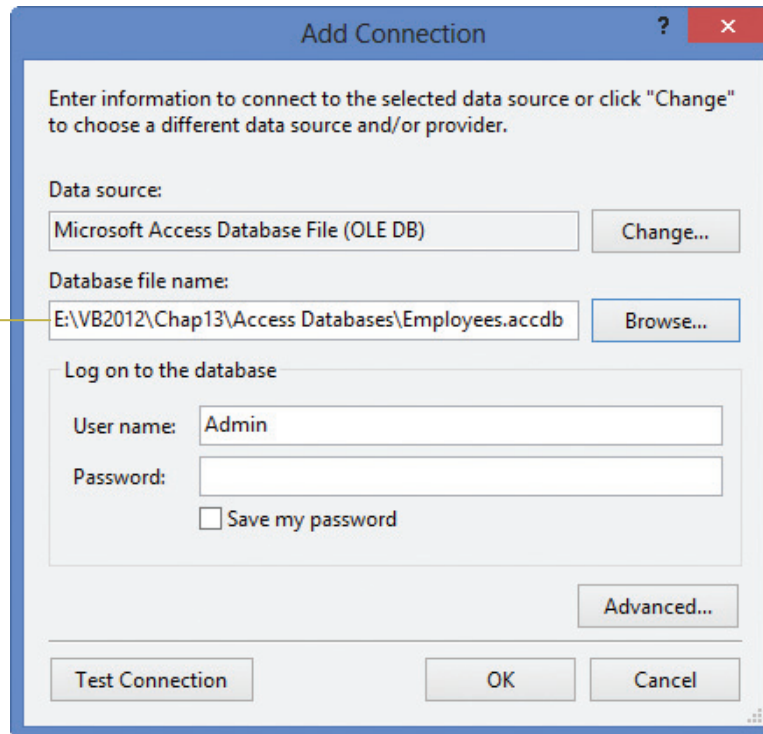 Add Connection
?
Enter information to connect to the selected data source or click "Change"
to choose a different data source and/or provider.
Data source:
Microsoft Access Database File (OLE DB)
Change...
Database file name:
E:\VB2012\Chap13\Access Databases\Employees.accdb
Browse...
Log on to the database
User name:
Admin
Password:
Save my password
Advanced...
Test Connection
OK
Cancel